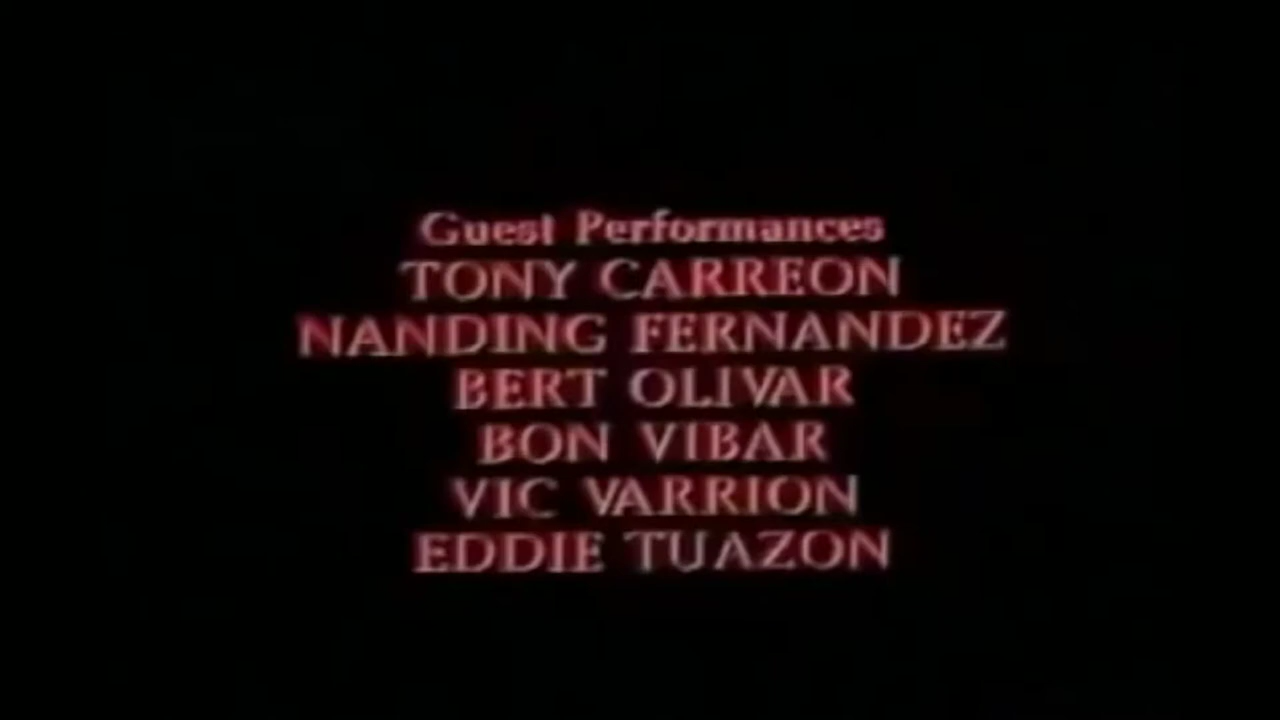 Guest Performances
TONY CARREON
NANDING FERNANDEZ
BERT OLIVAR
BON VIBAR
VIC VARRION
EDDIE TUAZON